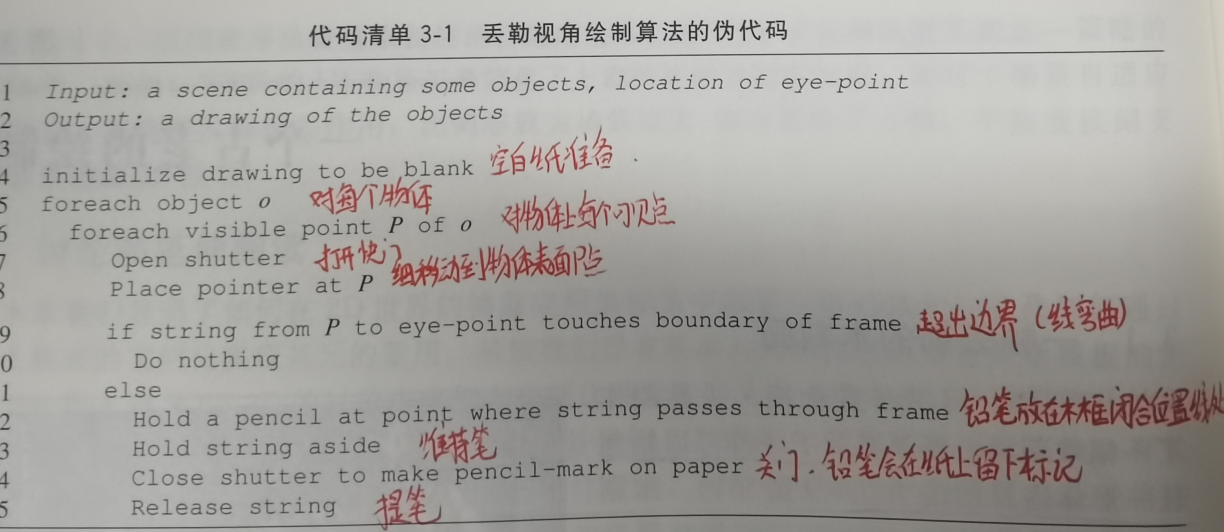 代码清单 3-1 丢勒视角绘制算法的伪代码
1 Input: a scene containing some objects, location of eye-point
2 Output: a drawing of the objects
3
4 initialize drawing to be blank 空白纸准备.
5 foreach object o 对每个物体
6 foreach visible point P of o 对物体上每个可见点
7 Open shutter 打开快门
8 Place pointer at P 细移动到物体表面P点
9 if string from P to eye-point touches boundary of frame 超出边界(线弯曲)
0 Do nothing
1 else
2 Hold a pencil at point where string passes through frame 铅笔放在木框闭合位置线处
3 Hold string aside 维持笔
4 Close shutter to make pencil-mark on paper 关门.铅笔会在纸上留下标记
5 Release string 提笔